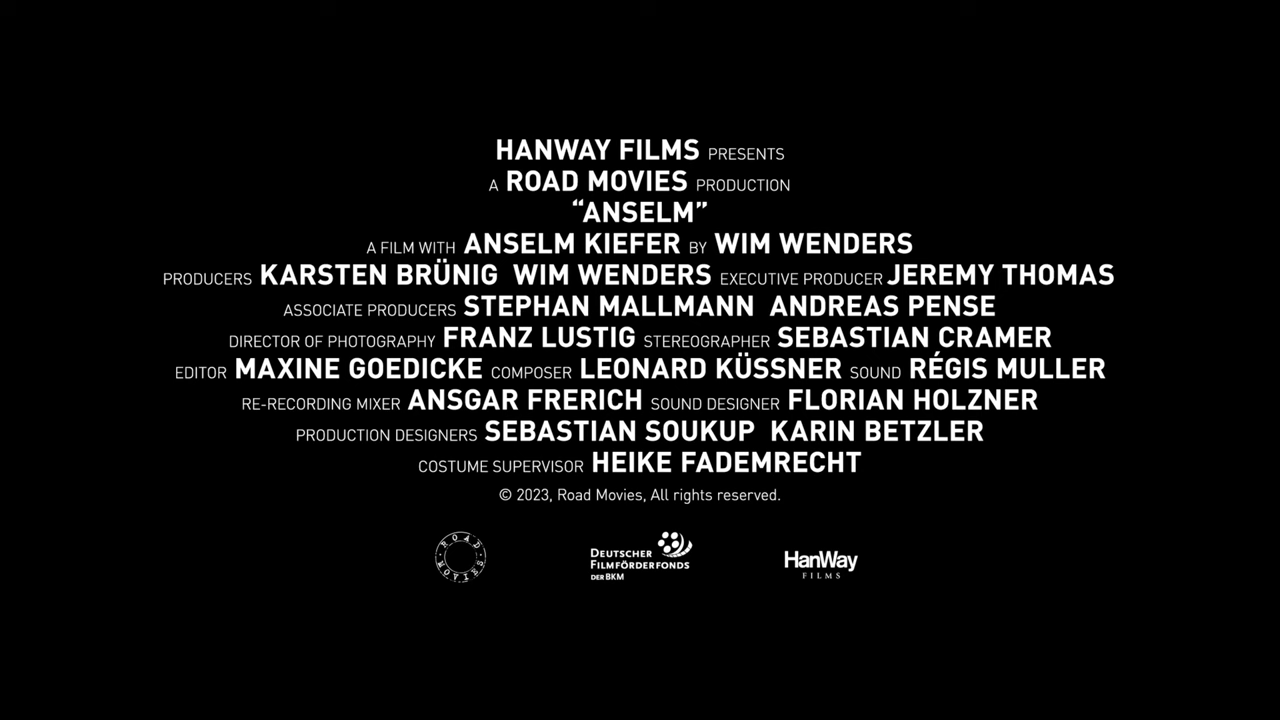 HANWAY FILMS PRESENTS
A ROAD MOVIES PRODUCTION
“ANSELM”
A FILM WITH ANSELM KIEFER BY WIM WENDERS
PRODUCERS KARSTEN BRÜNIG WIM WENDERS EXECUTIVE PRODUCER JEREMY THOMAS
ASSOCIATE PRODUCERS STEPHAN MALLMANN ANDREAS PENSE
DIRECTOR OF PHOTOGRAPHY FRANZ LUSTIG STEREOGRAPHER SEBASTIAN CRAMER
EDITOR MAXINE GOEDICKE COMPOSER LEONARD KÜSSNER SOUND RÉGIS MULLER
RE-RECORDING MIXER ANSGAR FRERICH SOUND DESIGNER FLORIAN HOLZNER
PRODUCTION DESIGNERS SEBASTIAN SOUKUP KARIN BETZLER
COSTUME SUPERVISOR HEIKE FADEMRECHT
© 2023, Road Movies, All rights reserved.
ROAD MOVIES
DEUTSCHER
FILMFÖRDERFONDS
DER BKM
HanWay
FILMS